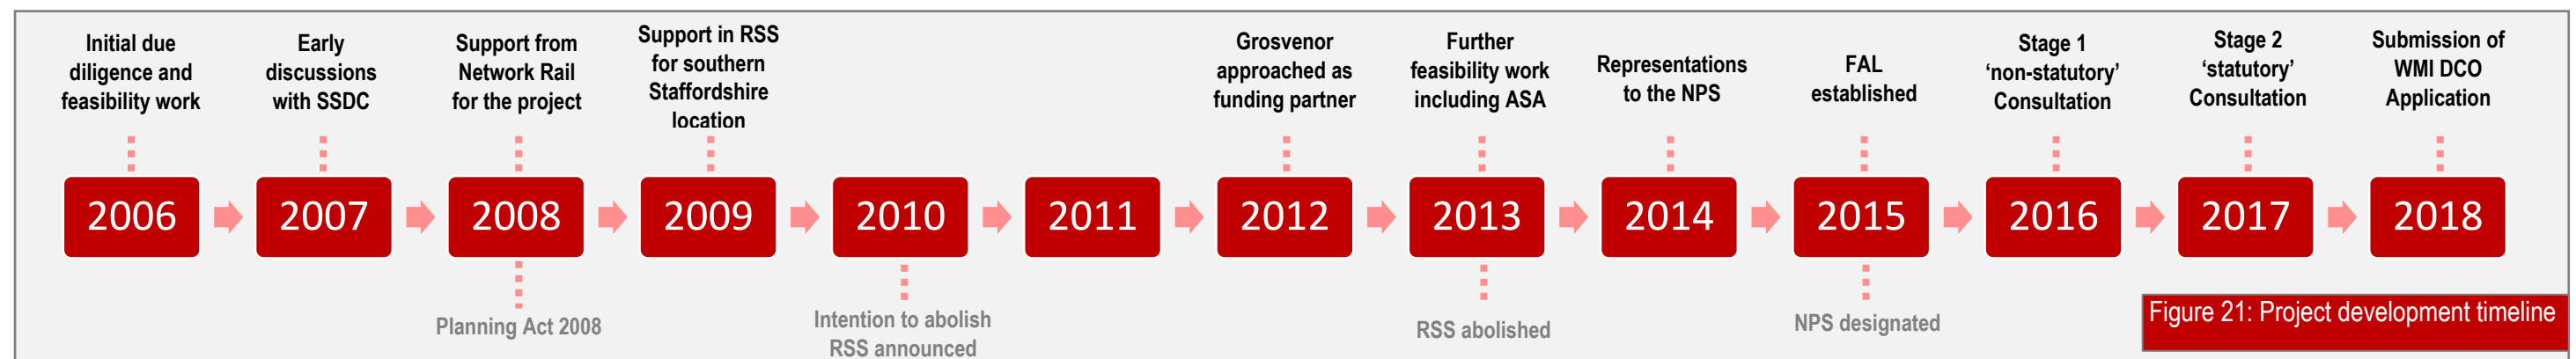 Initial due
diligence and
feasibility work
Early
discussions
with SSDC
Support from
Network Rail
for the project
Support in RSS
for southern
Staffordshire
location
Grosvenor
approached as
funding partner
Further
feasibility work
including ASA
Representations
to the NPS
FAL
established
Stage 1
‘non-statutory’
Consultation
Stage 2
‘statutory’
Consultation
Submission of
WMI DCO
Application
2006
2007
2008
2009
2010
2011
2012
2013
2014
2015
2016
2017
2018
Planning Act 2008
Intention to abolish
RSS announced
RSS abolished
NPS designated
Figure 21: Project development timeline